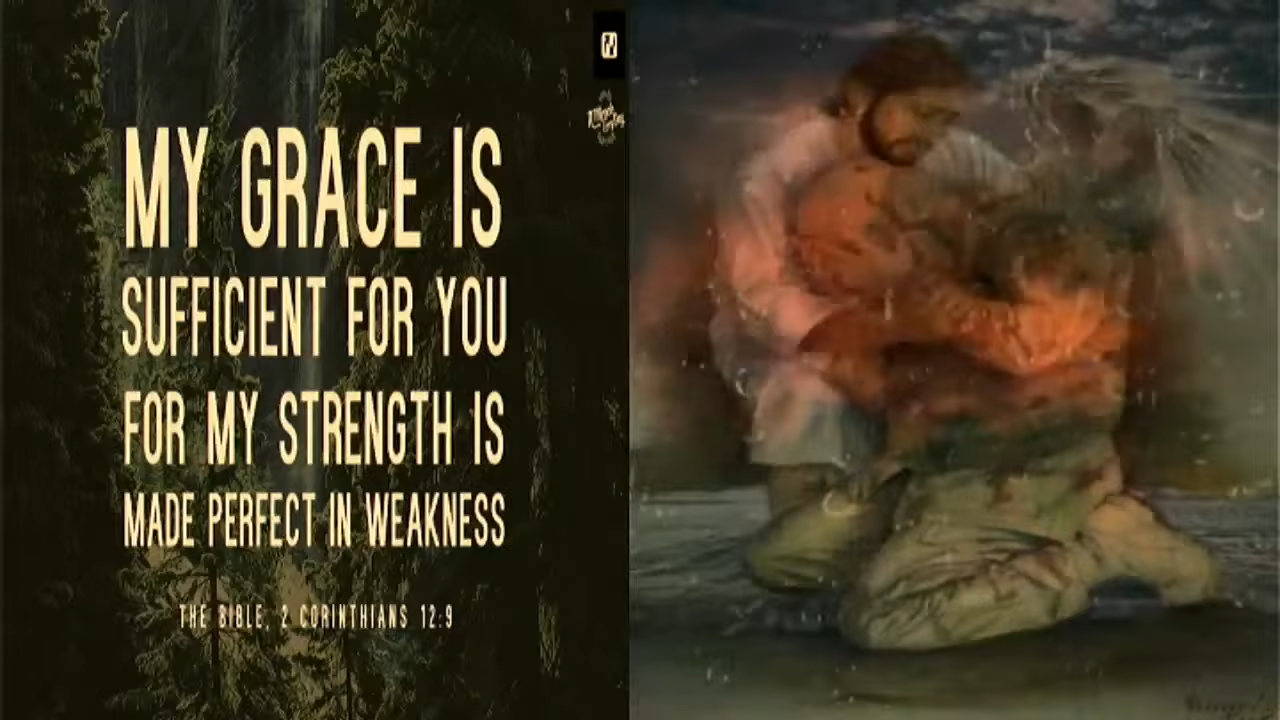 MY GRACE IS
SUFFICIENT FOR YOU
FOR MY STRENGTH IS
MADE PERFECT IN WEAKNESS
THE BIBLE, 2 CORINTHIANS 12:9